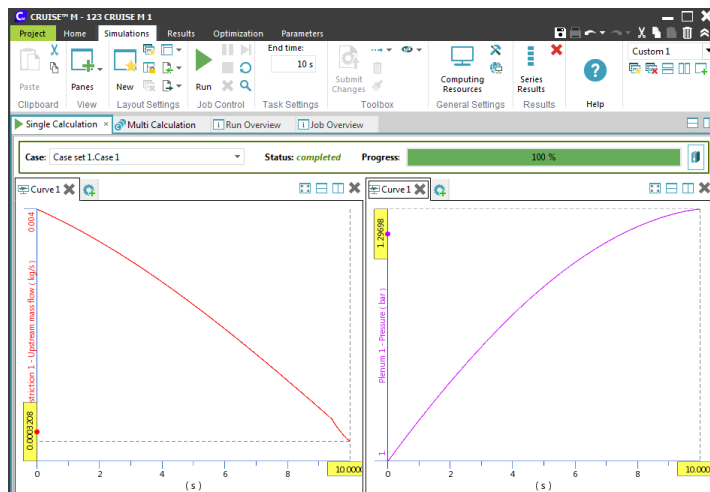 C. CRUISE™ M - 123 CRUISE M 1
Project Home Simulations Results Optimization Parameters
End time:
10 s
Custom 1
Paste Panes New Run Submit Changes Computing Resources Series Results Help
Clipboard View Layout Settings Job Control Task Settings Toolbox General Settings Results
Single Calculation × Multi Calculation Run Overview Job Overview
Case: Case set 1.Case 1 Status: completed Progress: 100 %
Curve 1
Curve 1
0.004
striction 1 - Upstream mass flow ( kg/s )
0.0003208
0 2 4 6 8 10.0000
( s )
1.29698
Plenum 1 - Pressure ( bar )
1
0 2 4 6 8 10.000
( s )